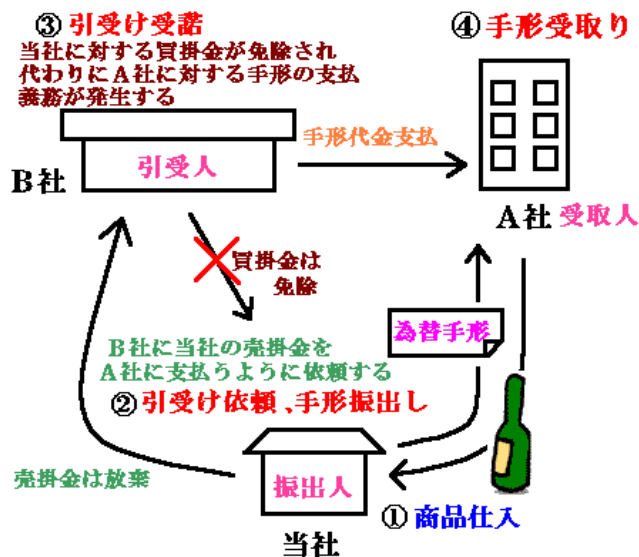 ③ 引受け受諾
当社に対する買掛金が免除され
代わりにA社に対する手形の支払
義務が発生する
④ 手形受取り
手形代金支払
引受人
B社
A社 受取人
買掛金は
免除
為替手形
B社に当社の売掛金を
A社に支払うように依頼する
② 引受け依頼、手形振出し
売掛金は放棄
振出人
① 商品仕入
当社